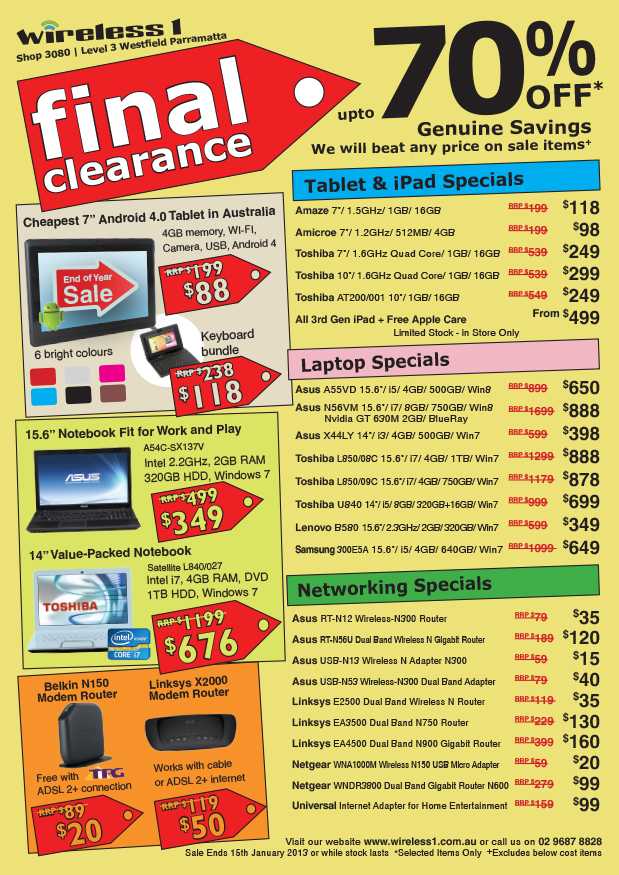 wireless 1
Shop 3080 | Level 3 Westfield Parramatta
final
clearance
upto 70% OFF*
Genuine Savings
We will beat any price on sale items+
Cheapest 7" Android 4.0 Tablet in Australia
4GB memory, WI-FI,
Camera, USB, Android 4
End of Year
Sale
RRP $199
$88
6 bright colours
Keyboard
bundle
RRP $238
$118
15.6" Notebook Fit for Work and Play
A54C-SX137V
Intel 2.2GHz, 2GB RAM
320GB HDD, Windows 7
ASUS
RRP $499
$349
14" Value-Packed Notebook
Satellite L840/027
Intel i7, 4GB RAM, DVD
1TB HDD, Windows 7
TOSHIBA
intel
CORE i7
RRP $1199
$676
Belkin N150
Modem Router
Free with TPG
ADSL 2+ connection
RRP $89
$20
Linksys X2000
Modem Router
Works with cable
or ADSL 2+ internet
RRP $119
$50
Tablet & iPad Specials
Amaze 7"/ 1.5GHz/ 1GB/ 16GB RRP $199 $118
Amicroe 7"/ 1.2GHz/ 512MB/ 4GB RRP $199 $98
Toshiba 7"/ 1.6GHz Quad Core/ 1GB/ 16GB RRP $539 $249
Toshiba 10"/ 1.6GHz Quad Core/ 1GB/ 16GB RRP $539 $299
Toshiba AT200/001 10"/ 1GB/ 16GB RRP $549 $249
All 3rd Gen iPad + Free Apple Care From $499
Limited Stock - in Store Only
Laptop Specials
Asus A55VD 15.6"/ i5/ 4GB/ 500GB/ Win8 RRP $899 $650
Asus N56VM 15.6"/ i7/ 8GB/ 750GB/ Win8 RRP $1699 $888
Nvidia GT 630M 2GB/ BlueRay
Asus X44LY 14"/ i3/ 4GB/ 500GB/ Win7 RRP $599 $398
Toshiba L850/08C 15.6"/ i7/ 4GB/ 1TB/ Win7 RRP $1299 $888
Toshiba L850/09C 15.6"/ i7/ 4GB/ 750GB/ Win7 RRP $1179 $878
Toshiba U840 14"/ i5/ 8GB/ 320GB+16GB/ Win7 RRP $999 $699
Lenovo B580 15.6"/2.3GHz/ 2GB/ 320GB/ Win7 RRP $599 $349
Samsung 300E5A 15.6"/ i5/ 4GB/ 640GB/ Win7 RRP $1099 $649
Networking Specials
Asus RT-N12 Wireless-N300 Router RRP $79 $35
Asus RT-N56U Dual Band Wireless N Gigabit Router RRP $189 $120
Asus USB-N13 Wireless N Adapter N300 RRP $59 $15
Asus USB-N53 Wireless-N300 Dual Band Adapter RRP $79 $40
Linksys E2500 Dual Band Wireless N Router RRP $119 $35
Linksys EA3500 Dual Band N750 Router RRP $229 $130
Linksys EA4500 Dual Band N900 Gigabit Router RRP $399 $160
Netgear WNA1000M Wireless N150 USB Micro Adapter RRP $59 $20
Netgear WNDR3900 Dual Band Gigabit Router N600 RRP $279 $99
Universal Internet Adapter for Home Entertainment RRP $159 $99
Visit our website www.wireless1.com.au or call us on 02 9687 8828
Sale Ends 15th January 2013 or while stock lasts *Selected Items Only +Excludes below cost items